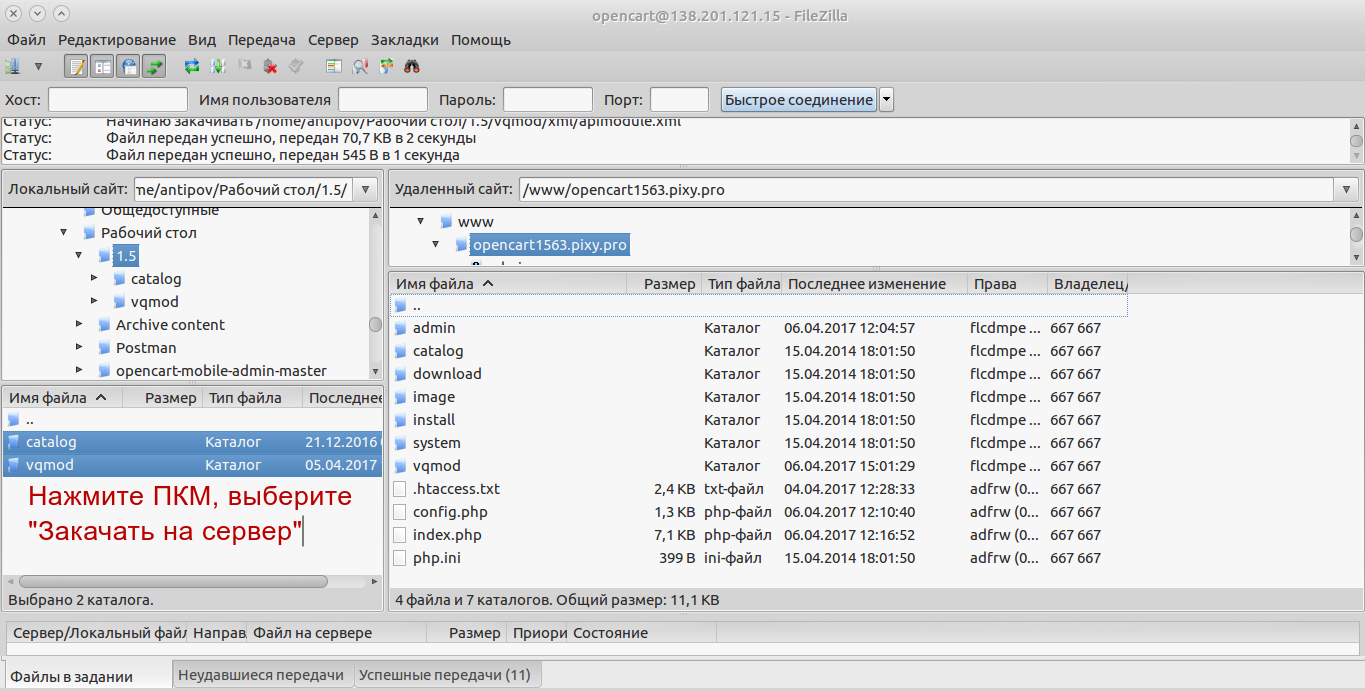 opencart@138.201.121.15 - FileZilla
Файл Редактирование Вид Передача Сервер Закладки Помощь
Хост: Имя пользователя Пароль: Порт: Быстрое соединение
Статус: Начинаю закачивать /home/antipov/Рабочий стол/1.5/vqmod/xml/apimodule.xml
Статус: Файл передан успешно, передан 70,7 KB в 2 секунды
Статус: Файл передан успешно, передан 545 B в 1 секунда
Локальный сайт: me/antipov/Рабочий стол/1.5/
Общедоступные
Рабочий стол
1.5
catalog
vqmod
Archive content
Postman
opencart-mobile-admin-master
Имя файла Размер Тип файла Последнее
..
catalog Каталог 21.12.2016
vqmod Каталог 05.04.2017
Нажмите ПКМ, выберите
"Закачать на сервер"
Выбрано 2 каталога.
Удаленный сайт: /www/opencart1563.pixy.pro
www
opencart1563.pixy.pro
Имя файла Размер Тип файла Последнее изменение Права Владелец/
..
admin Каталог 06.04.2017 12:04:57 flcdmpe ... 667 667
catalog Каталог 15.04.2014 18:01:50 flcdmpe ... 667 667
download Каталог 15.04.2014 18:01:50 flcdmpe ... 667 667
image Каталог 15.04.2014 18:01:50 flcdmpe ... 667 667
install Каталог 15.04.2014 18:01:50 flcdmpe ... 667 667
system Каталог 15.04.2014 18:01:50 flcdmpe ... 667 667
vqmod Каталог 06.04.2017 15:01:29 flcdmpe ... 667 667
.htaccess.txt 2,4 KB txt-файл 04.04.2017 12:28:33 adfrw (0... 667 667
config.php 1,3 KB php-файл 06.04.2017 12:10:40 adfrw (0... 667 667
index.php 7,1 KB php-файл 06.04.2017 12:16:52 adfrw (0... 667 667
php.ini 399 B ini-файл 15.04.2014 18:01:50 adfrw (0... 667 667
4 файла и 7 каталогов. Общий размер: 11,1 KB
Сервер/Локальный файл Направ Файл на сервере Размер Приори Состояние
Файлы в задании Неудавшиеся передачи Успешные передачи (11)